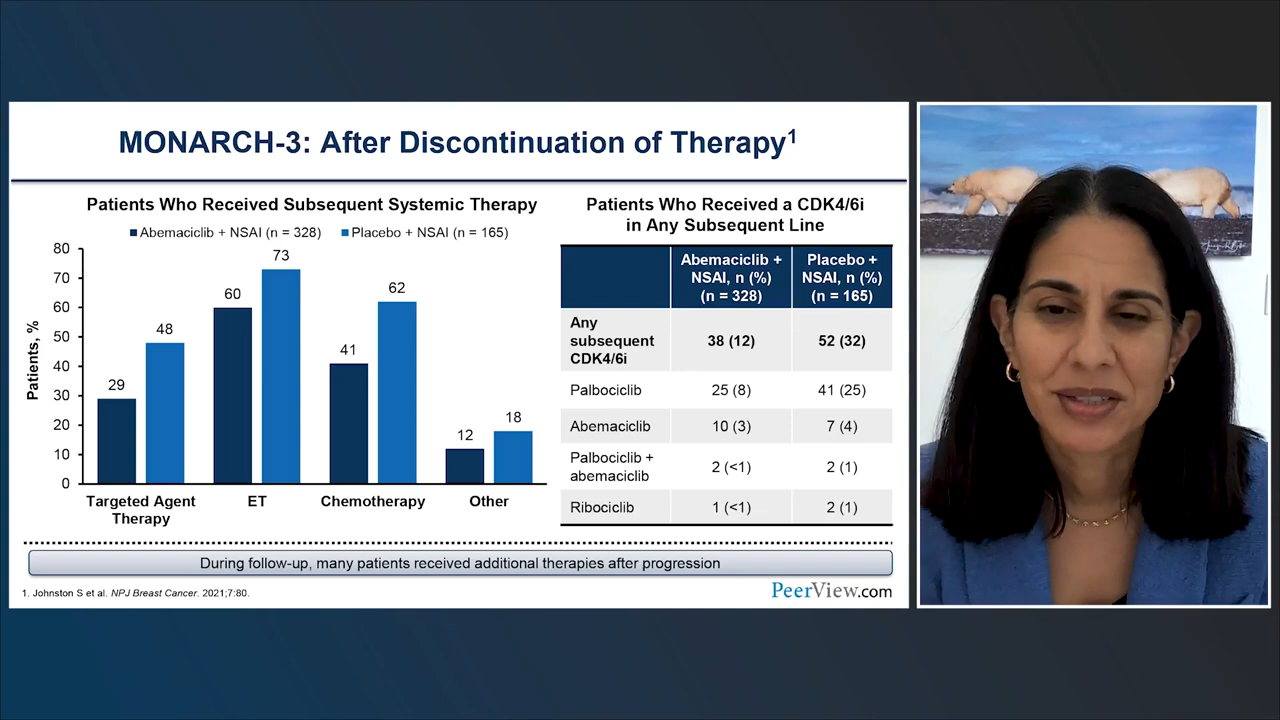 MONARCH-3: After Discontinuation of Therapy1
Patients Who Received Subsequent Systemic Therapy
Abemaciclib + NSAI (n = 328) Placebo + NSAI (n = 165)
Patients, %
80
70
60
50
40
30
20
10
0
29
48
60
73
41
62
12
18
Targeted Agent
Therapy
ET
Chemotherapy
Other
Patients Who Received a CDK4/6i
in Any Subsequent Line
Abemaciclib +
NSAI, n (%)
(n = 328)
Placebo +
NSAI, n (%)
(n = 165)
Any
subsequent
CDK4/6i
38 (12)
52 (32)
Palbociclib
25 (8)
41 (25)
Abemaciclib
10 (3)
7 (4)
Palbociclib +
abemaciclib
2 (<1)
2 (1)
Ribociclib
1 (<1)
2 (1)
During follow-up, many patients received additional therapies after progression
1. Johnston S et al. NPJ Breast Cancer. 2021;7:80.
PeerView.com